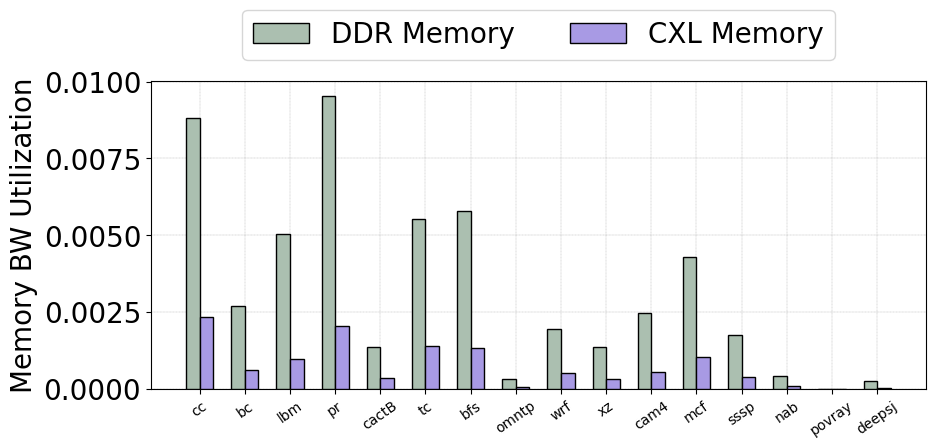 DDR Memory CXL Memory
Memory BW Utilization
0.0100
0.0075
0.0050
0.0025
0.0000
cc bc lbm pr cactB tc bfs omntp wrf xz cam4 mcf sssp nab povray deepsj